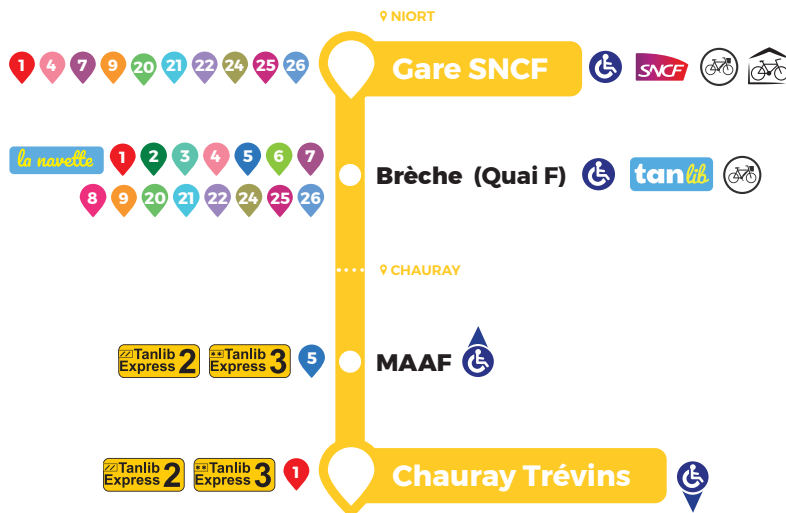 NIORT
1 4 7 9 20 21 22 24 25 26
Gare SNCF
SNCF
la navette 1 2 3 4 5 6 7
8 9 20 21 22 24 25 26
Brèche (Quai F)
tanlib
CHAURAY
Tanlib Express 2
Tanlib Express 3
5
MAAF
Tanlib Express 2
Tanlib Express 3
1
Chauray Trévins